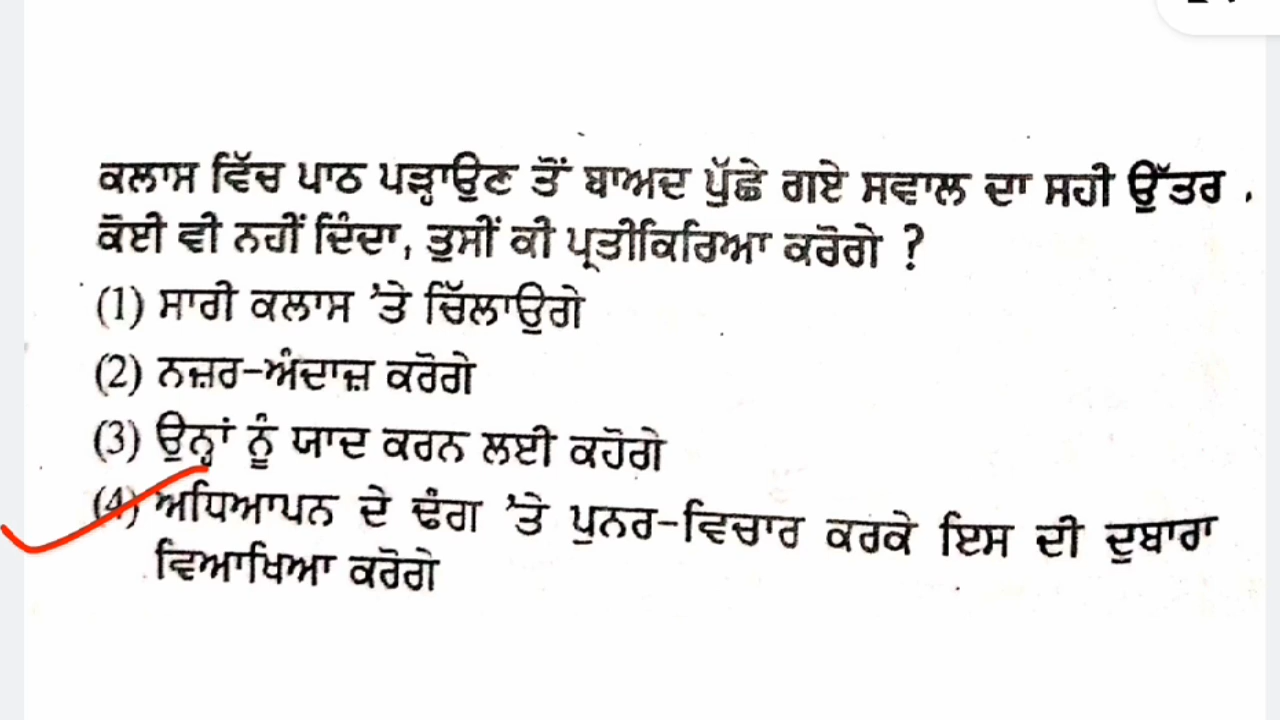 ਕਲਾਸ ਵਿੱਚ ਪਾਠ ਪੜ੍ਹਾਉਣ ਤੋਂ ਬਾਅਦ ਪੁੱਛੇ ਗਏ ਸਵਾਲ ਦਾ ਸਹੀ ਉੱਤਰ
ਕੋਈ ਵੀ ਨਹੀਂ ਦਿੰਦਾ, ਤੁਸੀਂ ਕੀ ਪ੍ਰਤੀਕਿਰਿਆ ਕਰੋਗੇ ?
(1) ਸਾਰੀ ਕਲਾਸ 'ਤੇ ਚਿੱਲਾਉਗੇ
(2) ਨਜ਼ਰ-ਅੰਦਾਜ਼ ਕਰੋਗੇ
(3) ਉਨ੍ਹਾਂ ਨੂੰ ਯਾਦ ਕਰਨ ਲਈ ਕਹੋਗੇ
(4) ਅਧਿਆਪਨ ਦੇ ਢੰਗ 'ਤੇ ਪੁਨਰ-ਵਿਚਾਰ ਕਰਕੇ ਇਸ ਦੀ ਦੁਬਾਰਾ
ਵਿਆਖਿਆ ਕਰੋਗੇ